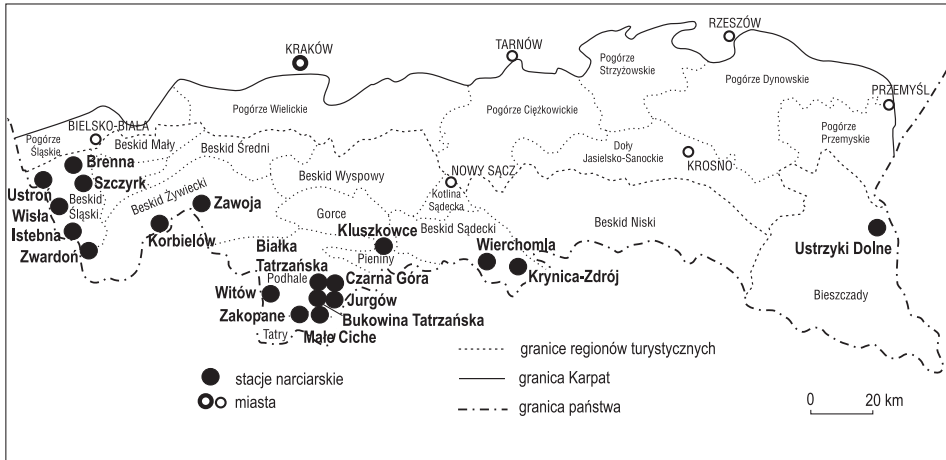 RZESZÓW
TARNÓW
KRAKÓW
Pogórze
Strzyżowskie
Pogórze Dynowskie
PRZEMYŚL
Pogórze Wielickie
Pogórze Ciężkowickie
BIELSKO-BIAŁA
Pogórze
Śląskie
Beskid Mały
Beskid Średni
Pogórze
Przemyskie
Doły
Jasielsko-Sanockie
KROSNO
Brenna
Szczyrk
Ustroń
Beskid
Śląski
Wisła
Istebna
Zwardoń
Beskid Żywiecki
Zawoja
Korbielów
Beskid Wyspowy
NOWY SĄCZ
Kotlina
Sądecka
Gorce
Kluszkowce
Pieniny
Beskid Sądecki
Beskid Niski
Wierchomla
Krynica-Zdrój
Ustrzyki Dolne
Bieszczady
Białka
Tatrzańska
Podhale
Czarna Góra
Witów
Jurgów
Zakopane
Bukowina Tatrzańska
Małe Ciche
Tatry
stacje narciarskie
miasta
granice regionów turystycznych
granica Karpat
granica państwa
0 20 km